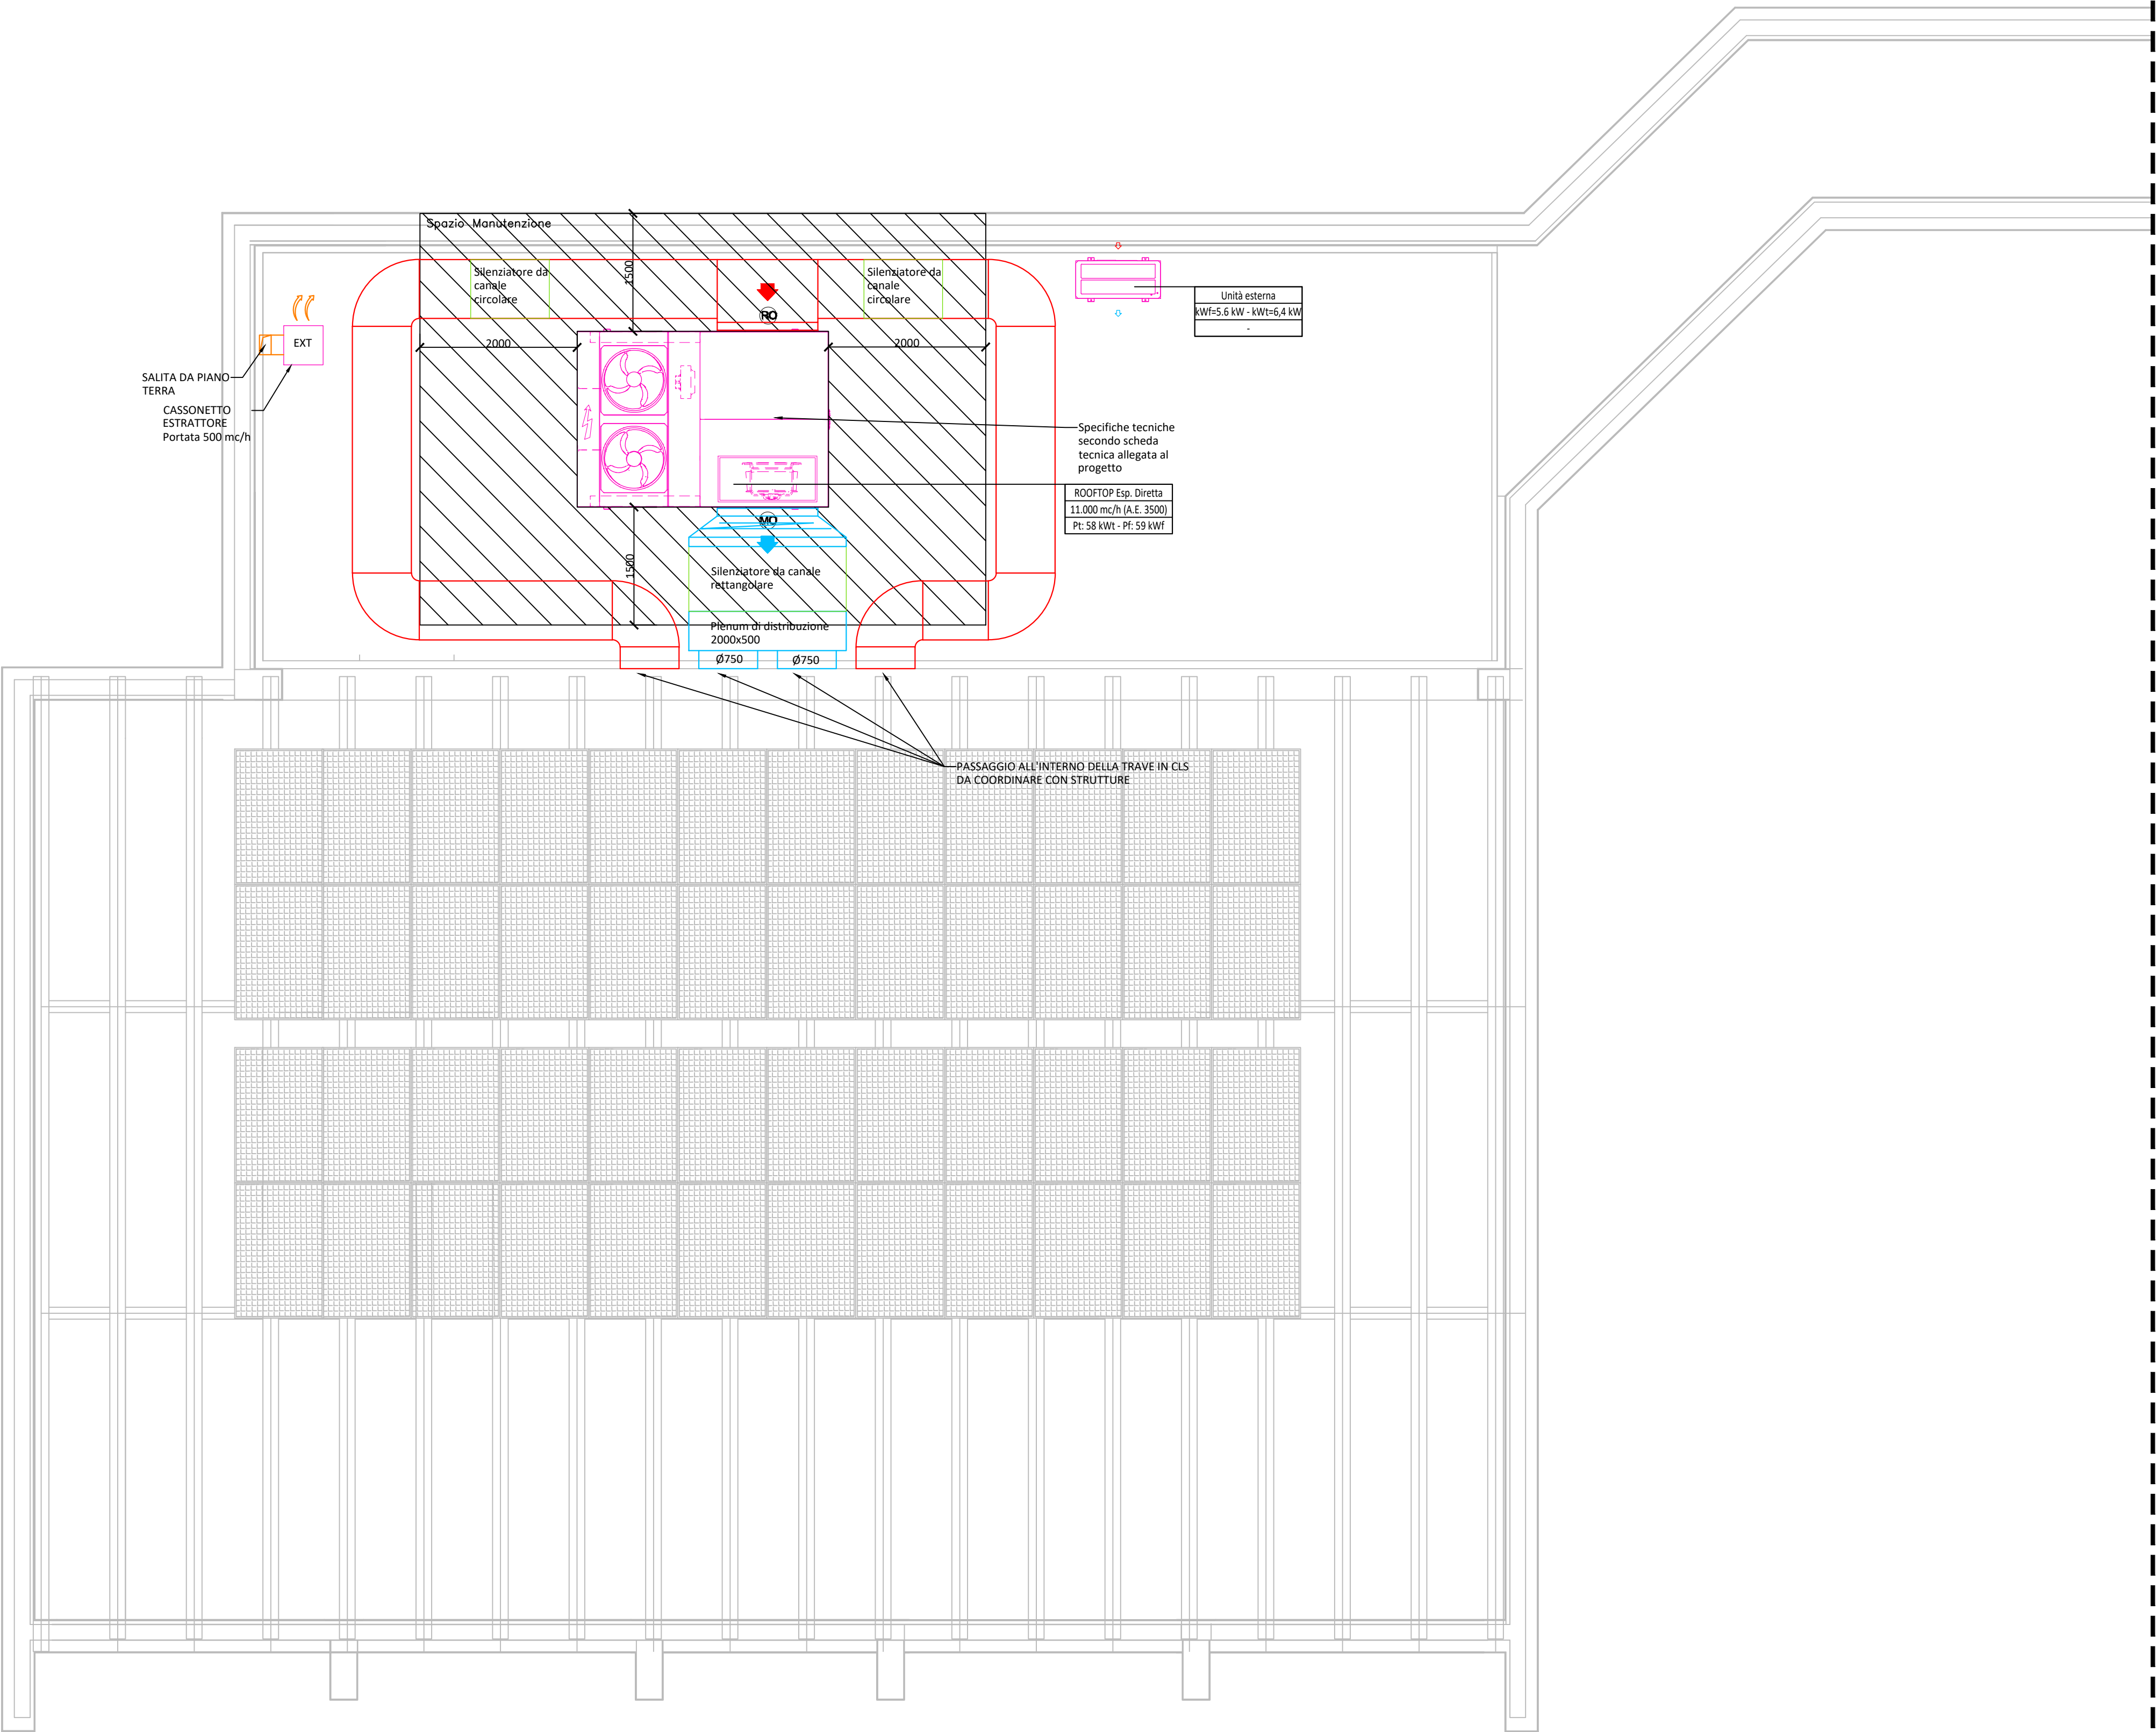 Spazio Manutenzione
Silenziatore da
canale
circolare
1500
Silenziatore da
canale
circolare
RO
Unità esterna
kWf=5.6 kW - kWt=6,4 kW
-
EXT
2000
2000
SALITA DA PIANO
TERRA
CASSONETTO
ESTRATTORE
Portata 500 mc/h
Specifiche tecniche
secondo scheda
tecnica allegata al
progetto
ROOFTOP Esp. Diretta
11.000 mc/h (A.E. 3500)
Pt: 58 kWt - Pf: 59 kWf
MO
1500
Silenziatore da canale
rettangolare
Plenum di distribuzione
2000x500
Ø750
Ø750
PASSAGGIO ALL'INTERNO DELLA TRAVE IN CLS
DA COORDINARE CON STRUTTURE